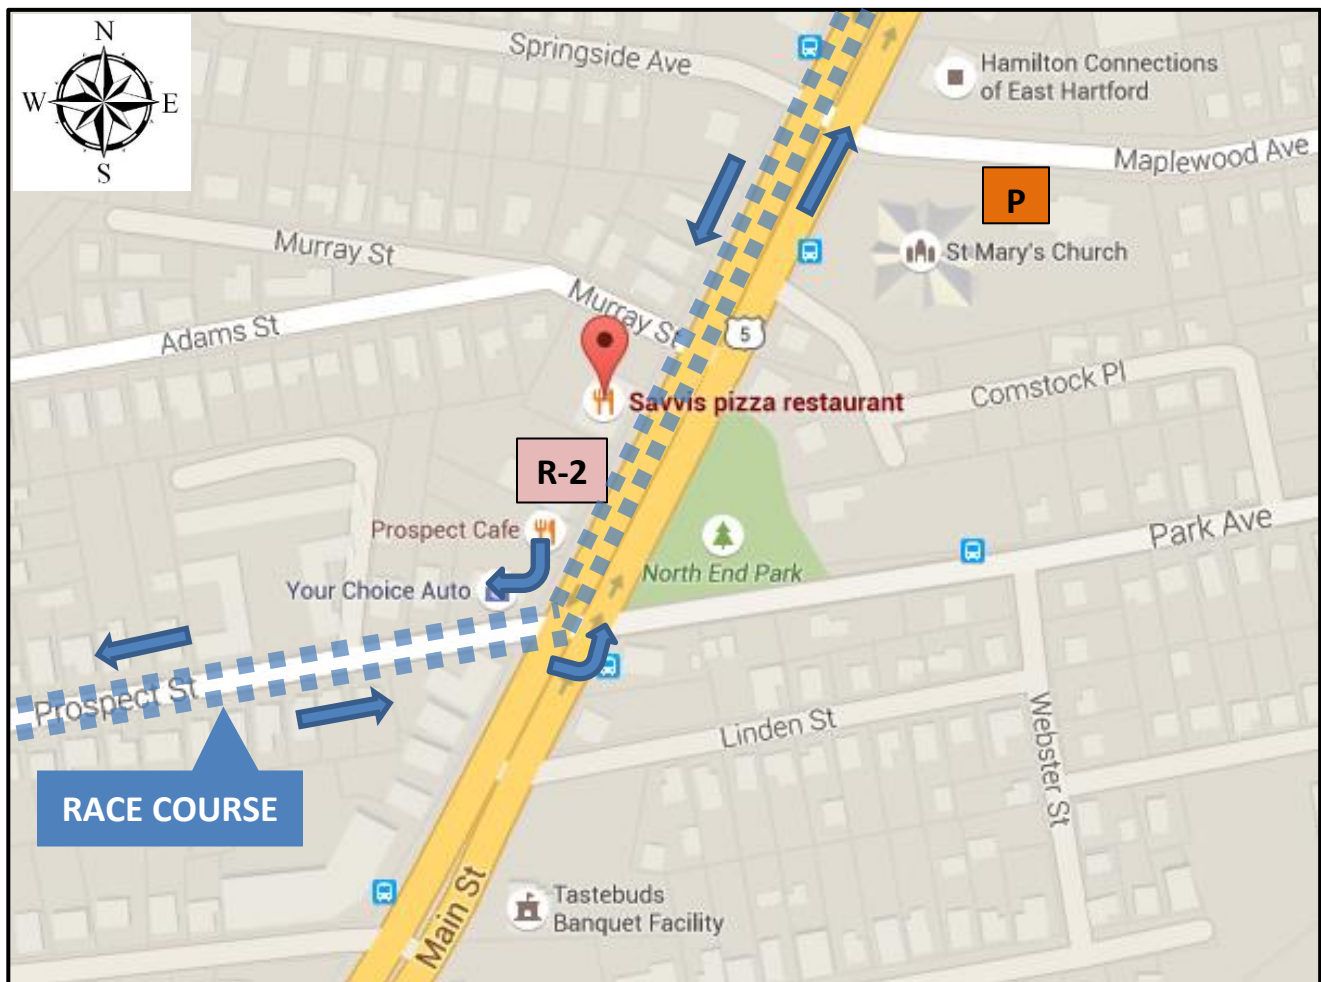 N
W E
S
Springside Ave
Hamilton Connections
of East Hartford
Maplewood Ave
P
St Mary's Church
Murray St
Murray St
Adams St
5
Comstock Pl
Savvis pizza restaurant
R-2
Prospect Cafe
Park Ave
North End Park
Your Choice Auto
Prospect St
Linden St
Webster St
RACE COURSE
Main St
Tastebuds
Banquet Facility